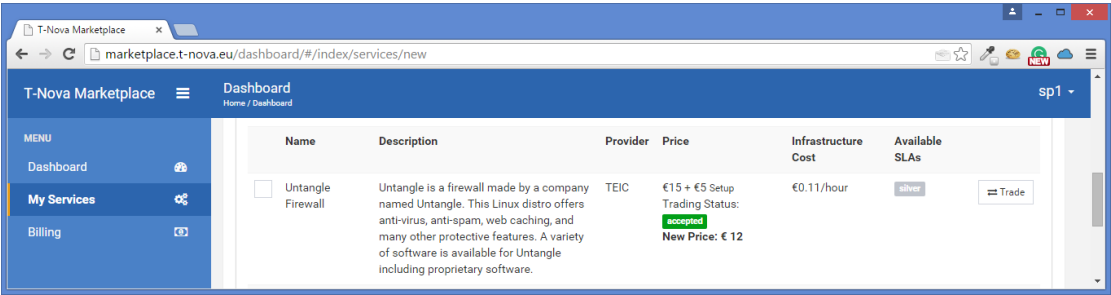 T-Nova Marketplace
marketplace.t-nova.eu/dashboard/#/index/services/new
NEW
T-Nova Marketplace
Dashboard
Home / Dashboard
sp1
MENU
Dashboard
My Services
Billing
Name Description Provider Price Infrastructure Cost Available SLAs
Untangle
Firewall
Untangle is a firewall made by a company
named Untangle. This Linux distro offers
anti-virus, anti-spam, web caching, and
many other protective features. A variety
of software is available for Untangle
including proprietary software.
TEIC
€15 + €5 Setup
Trading Status:
accepted
New Price: € 12
€0.11/hour
silver
Trade